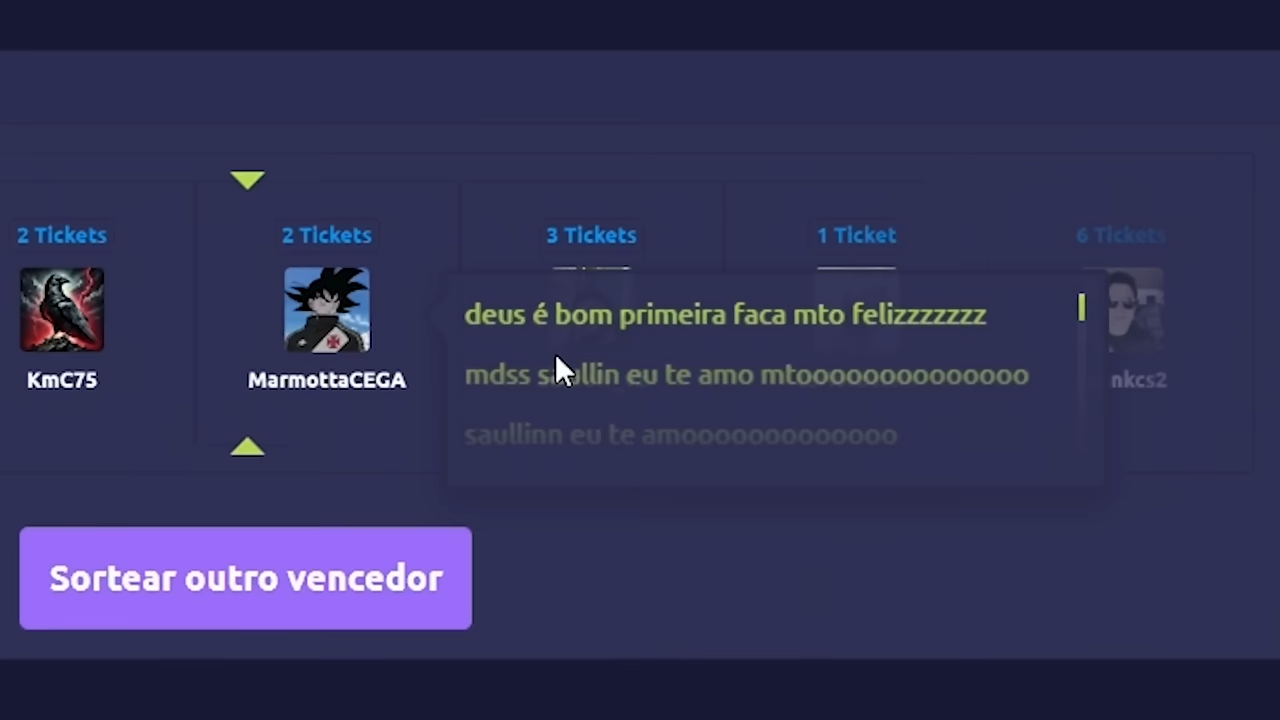 2 Tickets
2 Tickets
3 Tickets
1 Ticket
6 Tickets
KmC75
MarmottaCEGA
nkcs2
deus é bom primeira faca mto felizzzzzzz
mdss saullin eu te amo mtoooooooooooooo
saullinn eu te amooooooooooooo
Sortear outro vencedor